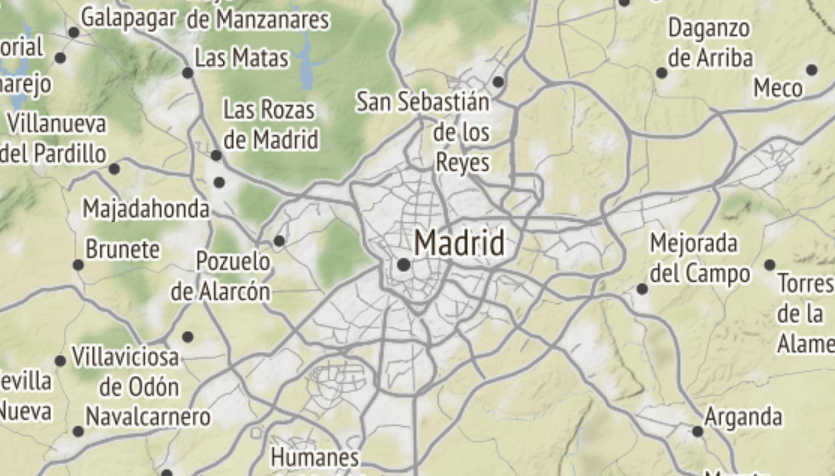 Galapagar
de Manzanares
Las Matas
Daganzo
de Arriba
Meco
San Sebastián
de los
Reyes
Las Rozas
de Madrid
Villanueva
del Pardillo
Majadahonda
Brunete
Pozuelo
de Alarcón
Madrid
Mejorada
del Campo
Torres
de la
Villaviciosa
de Odón
Navalcarnero
Arganda
Humanes